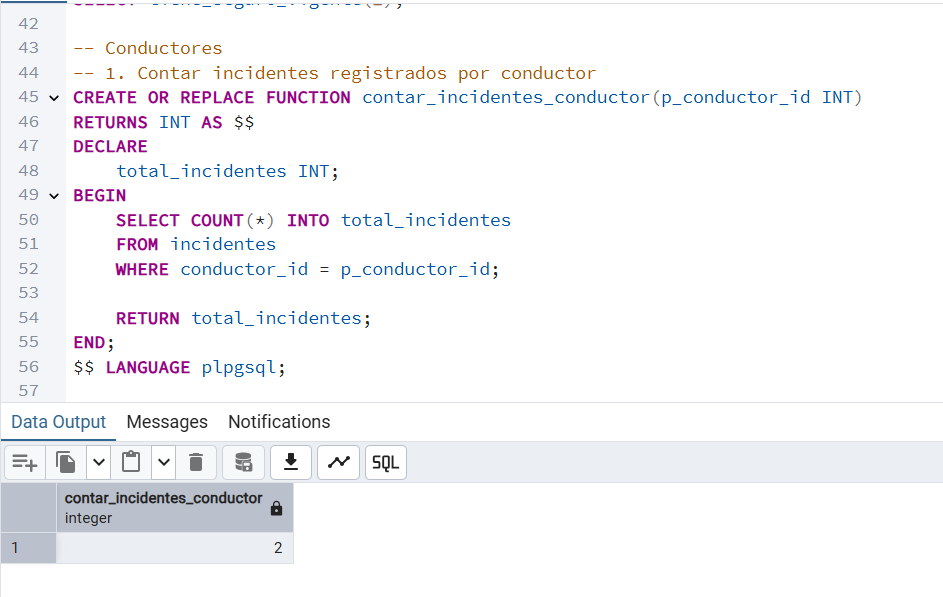 42
43 -- Conductores
44 -- 1. Contar incidentes registrados por conductor
45 CREATE OR REPLACE FUNCTION contar_incidentes_conductor(p_conductor_id INT)
46 RETURNS INT AS $$
47 DECLARE
48 total_incidentes INT;
49 BEGIN
50 SELECT COUNT(*) INTO total_incidentes
51 FROM incidentes
52 WHERE conductor_id = p_conductor_id;
53
54 RETURN total_incidentes;
55 END;
56 $$ LANGUAGE plpgsql;
57
Data Output Messages Notifications
SQL
contar_incidentes_conductor
integer
1 2